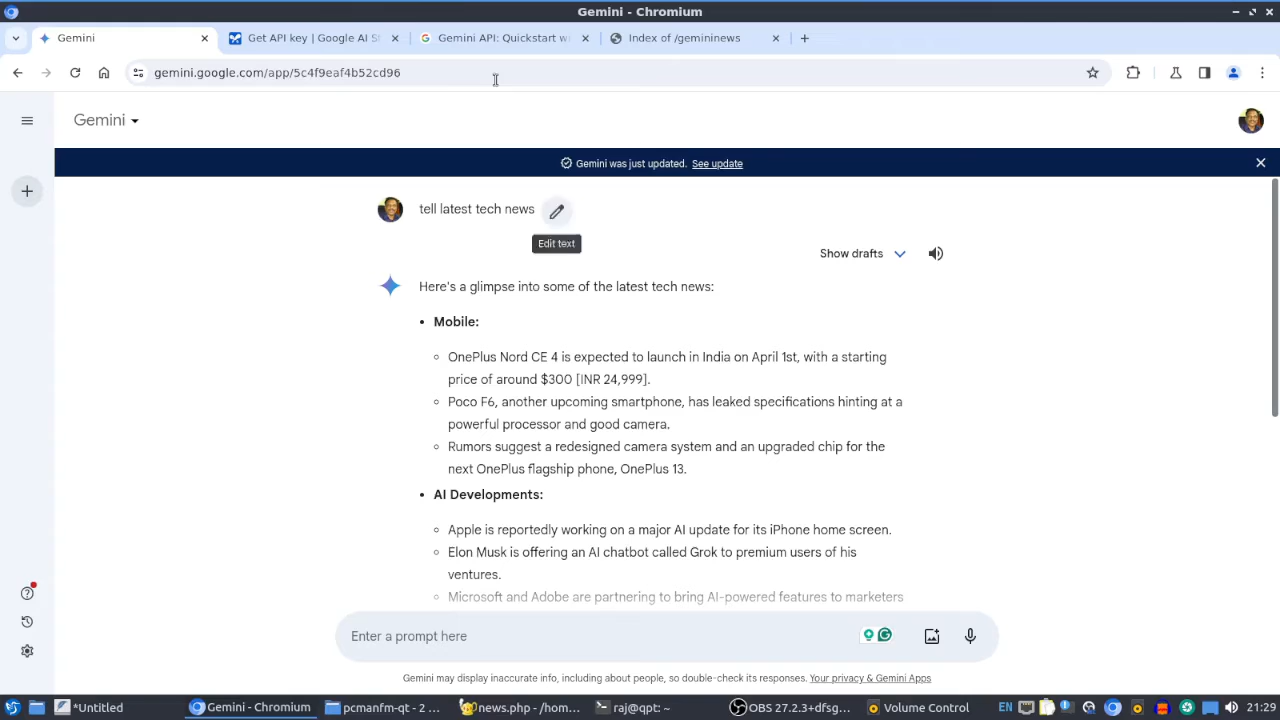 Gemini - Chromium
Gemini
Get API key | Google AI St
Gemini API: Quickstart w
Index of /gemininews
gemini.google.com/app/5c4f9eaf4b52cd96
Gemini
Gemini was just updated. See update
tell latest tech news
Edit text
Show drafts
Here's a glimpse into some of the latest tech news:
• Mobile:
OnePlus Nord CE 4 is expected to launch in India on April 1st, with a starting
price of around $300 [INR 24,999].
Poco F6, another upcoming smartphone, has leaked specifications hinting at a
powerful processor and good camera.
Rumors suggest a redesigned camera system and an upgraded chip for the
next OnePlus flagship phone, OnePlus 13.
• AI Developments:
Apple is reportedly working on a major AI update for its iPhone home screen.
Elon Musk is offering an AI chatbot called Grok to premium users of his
ventures.
Microsoft and Adobe are partnering to bring AI-powered features to marketers
Enter a prompt here
Gemini may display inaccurate info, including about people, so double-check its responses. Your privacy & Gemini Apps
*Untitled
Gemini - Chromium
pcmanfm-qt - 2 ...
news.php - /hom...
raj@qpt: ~
OBS 27.2.3+dfsg...
Volume Control
EN
21:29